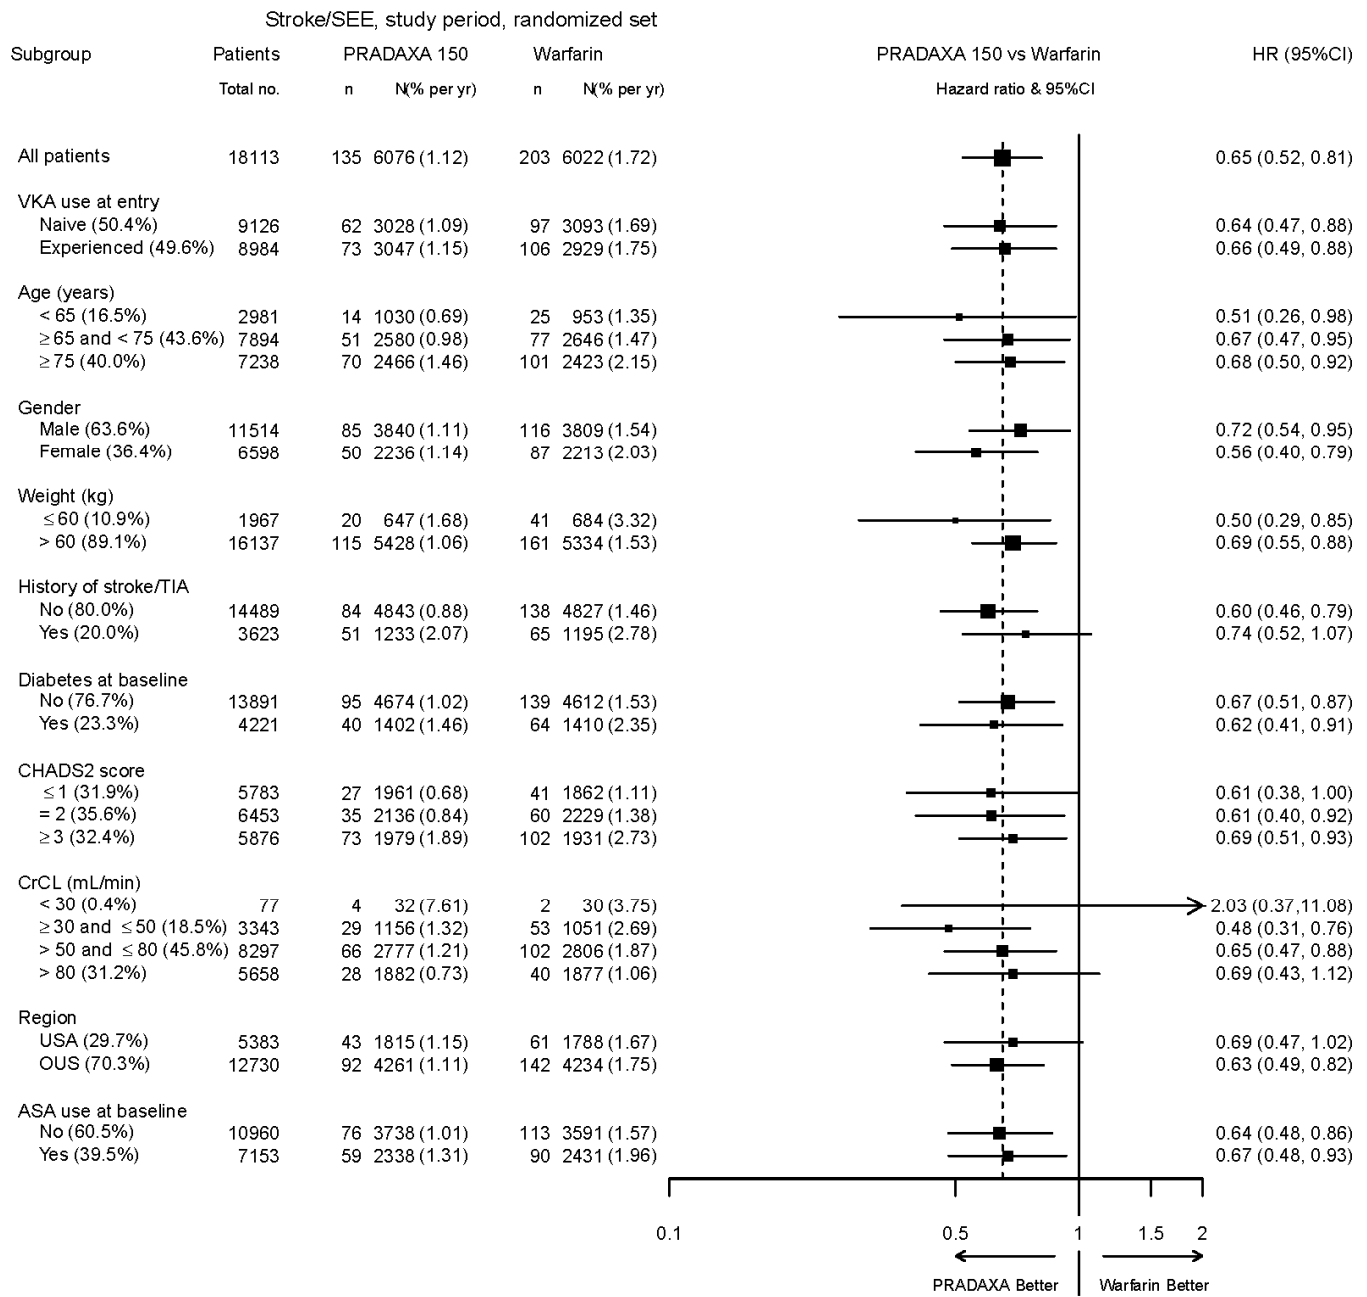 Stroke/SEE, study period, randomized set
Subgroup Patients PRADAXA 150 Warfarin PRADAXA 150 vs Warfarin HR (95%CI)
Total no. n N(% per yr) n N(% per yr) Hazard ratio & 95%CI
All patients 18113 135 6076 (1.12) 203 6022 (1.72) 0.65 (0.52, 0.81)
VKA use at entry
Naive (50.4%) 9126 62 3028 (1.09) 97 3093 (1.69) 0.64 (0.47, 0.88)
Experienced (49.6%) 8984 73 3047 (1.15) 106 2929 (1.75) 0.66 (0.49, 0.88)
Age (years)
< 65 (16.5%) 2981 14 1030 (0.69) 25 953 (1.35) 0.51 (0.26, 0.98)
≥ 65 and < 75 (43.6%) 7894 51 2580 (0.98) 77 2646 (1.47) 0.67 (0.47, 0.95)
≥ 75 (40.0%) 7238 70 2466 (1.46) 101 2423 (2.15) 0.68 (0.50, 0.92)
Gender
Male (63.6%) 11514 85 3840 (1.11) 116 3809 (1.54) 0.72 (0.54, 0.95)
Female (36.4%) 6598 50 2236 (1.14) 87 2213 (2.03) 0.56 (0.40, 0.79)
Weight (kg)
≤ 60 (10.9%) 1967 20 647 (1.68) 41 684 (3.32) 0.50 (0.29, 0.85)
> 60 (89.1%) 16137 115 5428 (1.06) 161 5334 (1.53) 0.69 (0.55, 0.88)
History of stroke/TIA
No (80.0%) 14489 84 4843 (0.88) 138 4827 (1.46) 0.60 (0.46, 0.79)
Yes (20.0%) 3623 51 1233 (2.07) 65 1195 (2.78) 0.74 (0.52, 1.07)
Diabetes at baseline
No (76.7%) 13891 95 4674 (1.02) 139 4612 (1.53) 0.67 (0.51, 0.87)
Yes (23.3%) 4221 40 1402 (1.46) 64 1410 (2.35) 0.62 (0.41, 0.91)
CHADS2 score
≤ 1 (31.9%) 5783 27 1961 (0.68) 41 1862 (1.11) 0.61 (0.38, 1.00)
= 2 (35.6%) 6453 35 2136 (0.84) 60 2229 (1.38) 0.61 (0.40, 0.92)
≥ 3 (32.4%) 5876 73 1979 (1.89) 102 1931 (2.73) 0.69 (0.51, 0.93)
CrCL (mL/min)
< 30 (0.4%) 77 4 32 (7.61) 2 30 (3.75) 2.03 (0.37,11.08)
≥ 30 and ≤ 50 (18.5%) 3343 29 1156 (1.32) 53 1051 (2.69) 0.48 (0.31, 0.76)
> 50 and ≤ 80 (45.8%) 8297 66 2777 (1.21) 102 2806 (1.87) 0.65 (0.47, 0.88)
> 80 (31.2%) 5658 28 1882 (0.73) 40 1877 (1.06) 0.69 (0.43, 1.12)
Region
USA (29.7%) 5383 43 1815 (1.15) 61 1788 (1.67) 0.69 (0.47, 1.02)
OUS (70.3%) 12730 92 4261 (1.11) 142 4234 (1.75) 0.63 (0.49, 0.82)
ASA use at baseline
No (60.5%) 10960 76 3738 (1.01) 113 3591 (1.57) 0.64 (0.48, 0.86)
Yes (39.5%) 7153 59 2338 (1.31) 90 2431 (1.96) 0.67 (0.48, 0.93)
0.1 0.5 1 1.5 2
PRADAXA Better Warfarin Better